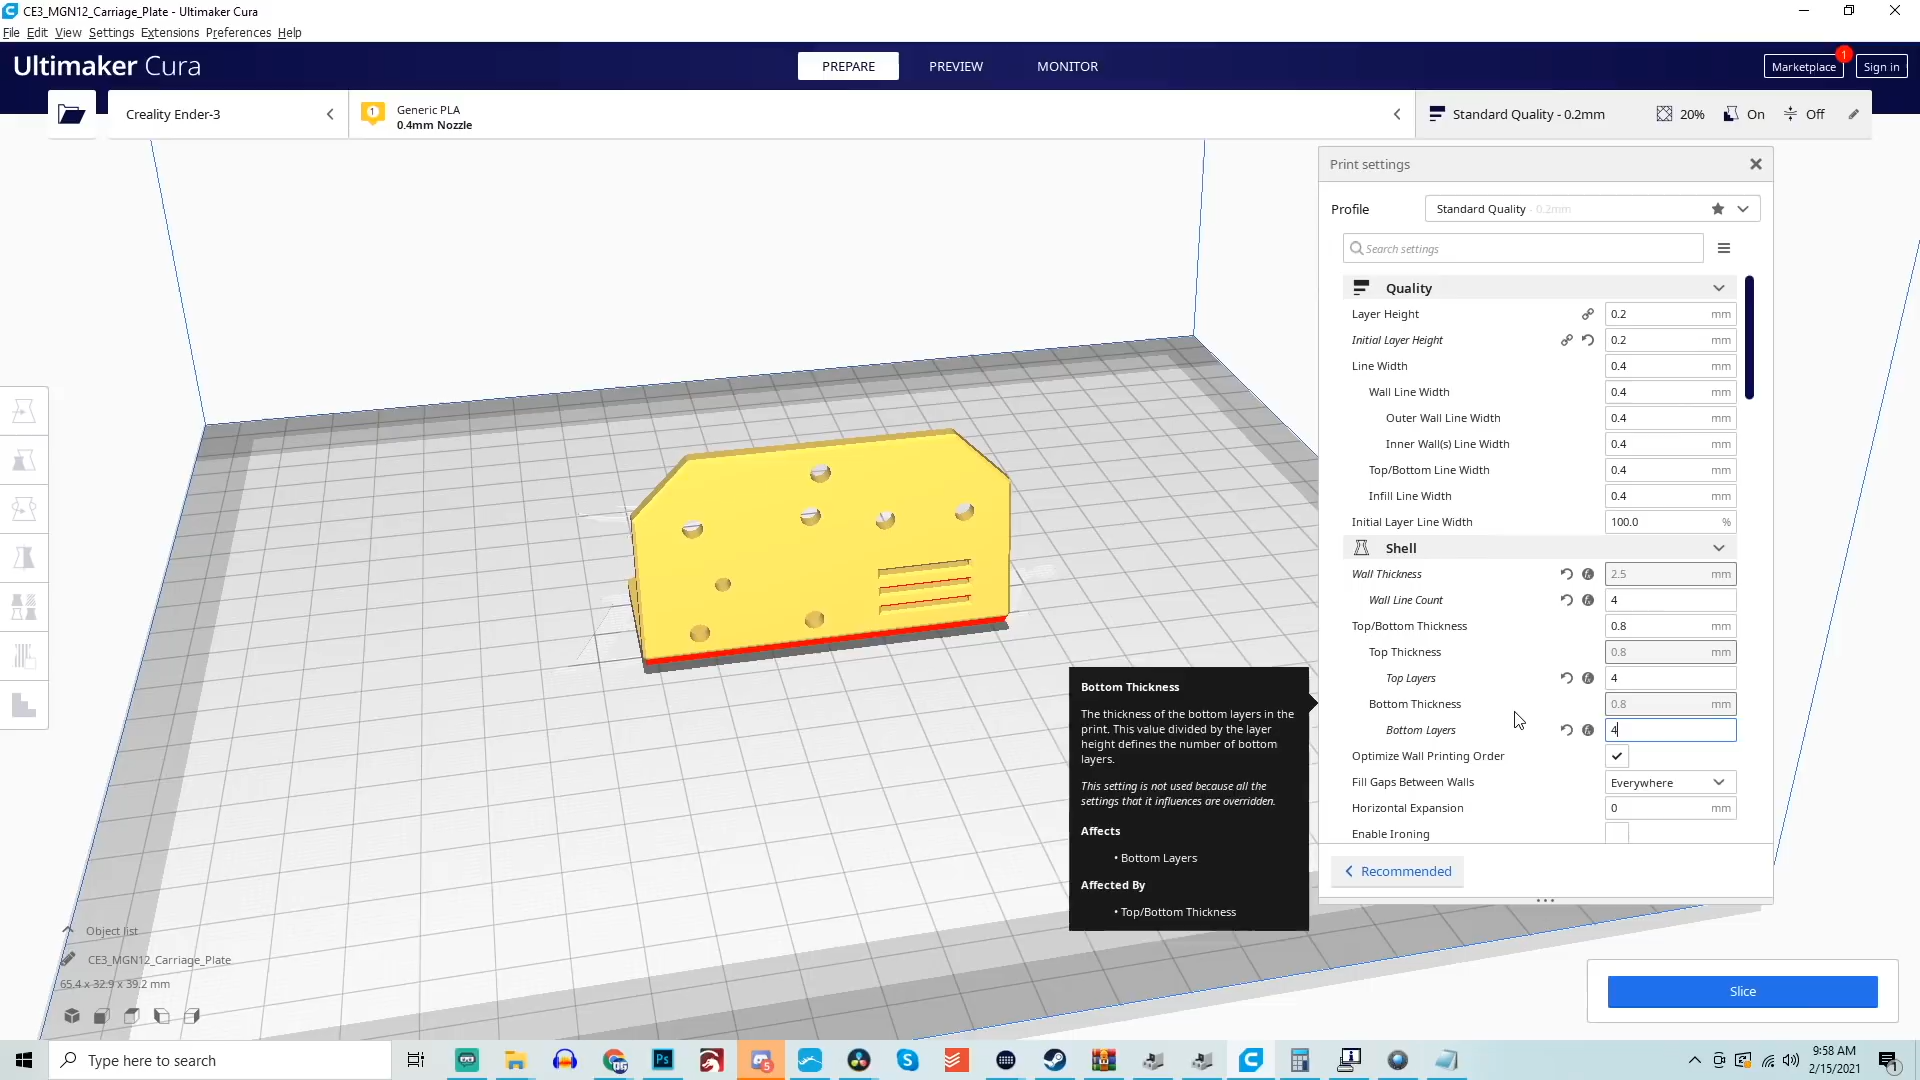 CE3_MGN12_Carriage_Plate - Ultimaker Cura
File Edit View Settings Extensions Preferences Help
Ultimaker Cura
PREPARE
PREVIEW
MONITOR
Marketplace
1
Sign in
Creality Ender-3
1
Generic PLA
0.4mm Nozzle
Standard Quality - 0.2mm
20%
On
Off
Print settings
Profile
Standard Quality - 0.2mm
Search settings
Quality
Layer Height 0.2 mm
Initial Layer Height 0.2 mm
Line Width 0.4 mm
Wall Line Width 0.4 mm
Outer Wall Line Width 0.4 mm
Inner Wall(s) Line Width 0.4 mm
Top/Bottom Line Width 0.4 mm
Infill Line Width 0.4 mm
Initial Layer Line Width 100.0 %
Shell
Wall Thickness 2.5 mm
Wall Line Count 4
Top/Bottom Thickness 0.8 mm
Top Thickness 0.8 mm
Top Layers 4
Bottom Thickness 0.8 mm
Bottom Layers 4
Optimize Wall Printing Order
Fill Gaps Between Walls Everywhere
Horizontal Expansion 0 mm
Enable Ironing
Recommended
Bottom Thickness
The thickness of the bottom layers in the
print. This value divided by the layer
height defines the number of bottom
layers.
This setting is not used because all the
settings that it influences are overridden.
Affects
• Bottom Layers
Affected By
• Top/Bottom Thickness
Object list
CE3_MGN12_Carriage_Plate
65.4 x 32.9 x 39.2 mm
Slice
Type here to search
Ps
5
9:58 AM
2/15/2021
1